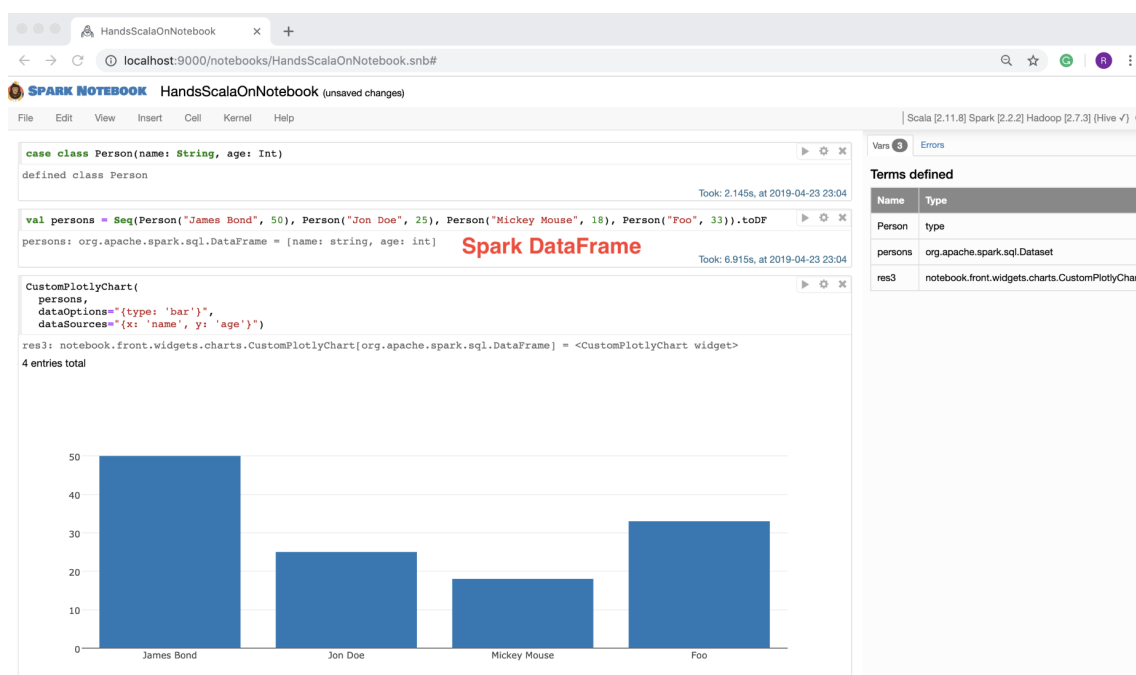 HandsScalaOnNotebook
localhost:9000/notebooks/HandsScalaOnNotebook.snb#
G
R
SPARK NOTEBOOK HandsScalaOnNotebook (unsaved changes)
File Edit View Insert Cell Kernel Help
Scala [2.11.8] Spark [2.2.2] Hadoop [2.7.3] {Hive ✓}
case class Person(name: String, age: Int)
defined class Person
Took: 2.145s, at 2019-04-23 23:04
val persons = Seq(Person("James Bond", 50), Person("Jon Doe", 25), Person("Mickey Mouse", 18), Person("Foo", 33)).toDF
persons: org.apache.spark.sql.DataFrame = [name: string, age: int]
Spark DataFrame
Took: 6.915s, at 2019-04-23 23:04
CustomPlotlyChart(
persons,
dataOptions="{type: 'bar'}",
dataSources="{x: 'name', y: 'age'}")
res3: notebook.front.widgets.charts.CustomPlotlyChart[org.apache.spark.sql.DataFrame] = <CustomPlotlyChart widget>
4 entries total
50
40
30
20
10
0
James Bond Jon Doe Mickey Mouse Foo
Vars 3 Errors
Terms defined
Name Type
Person type
persons org.apache.spark.sql.Dataset
res3 notebook.front.widgets.charts.CustomPlotlyChar